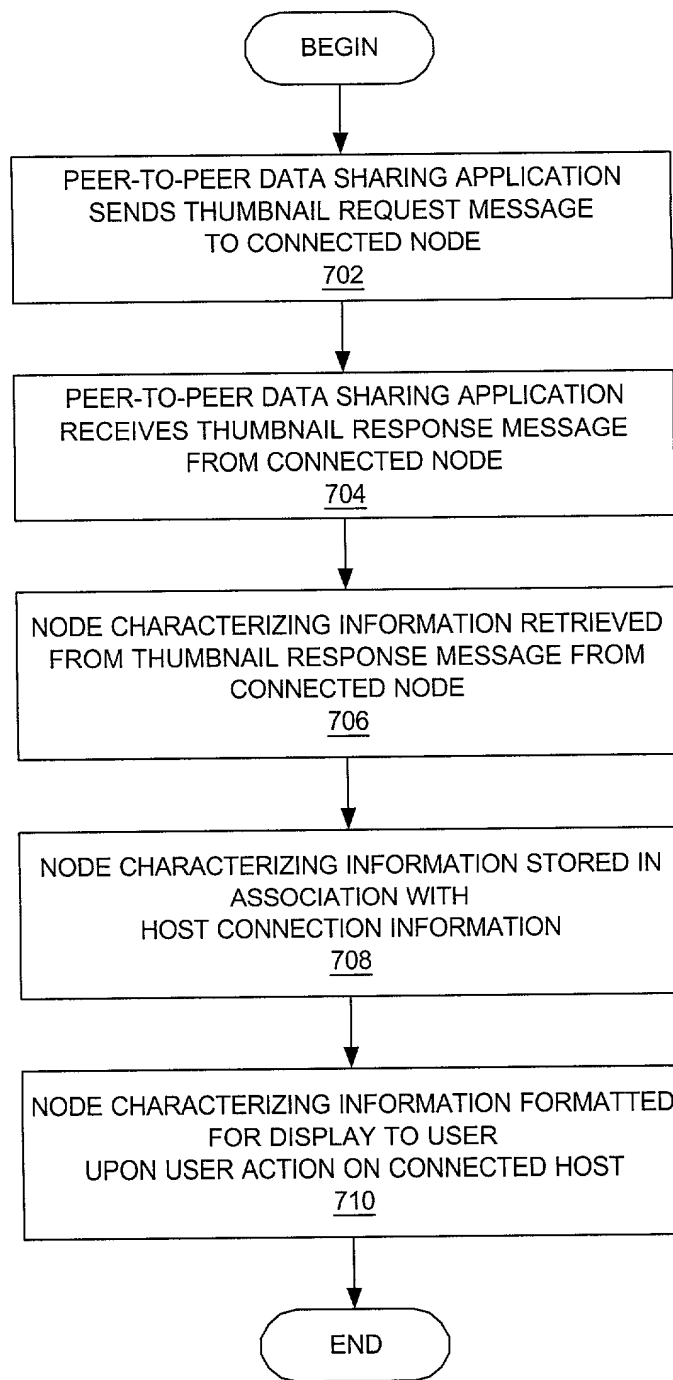 BEGIN
PEER-TO-PEER DATA SHARING APPLICATION
SENDS THUMBNAIL REQUEST MESSAGE
TO CONNECTED NODE
702
PEER-TO-PEER DATA SHARING APPLICATION
RECEIVES THUMBNAIL RESPONSE MESSAGE
FROM CONNECTED NODE
704
NODE CHARACTERIZING INFORMATION RETRIEVED
FROM THUMBNAIL RESPONSE MESSAGE FROM
CONNECTED NODE
706
NODE CHARACTERIZING INFORMATION STORED IN
ASSOCIATION WITH
HOST CONNECTION INFORMATION
708
NODE CHARACTERIZING INFORMATION FORMATTED
FOR DISPLAY TO USER
UPON USER ACTION ON CONNECTED HOST
710
END